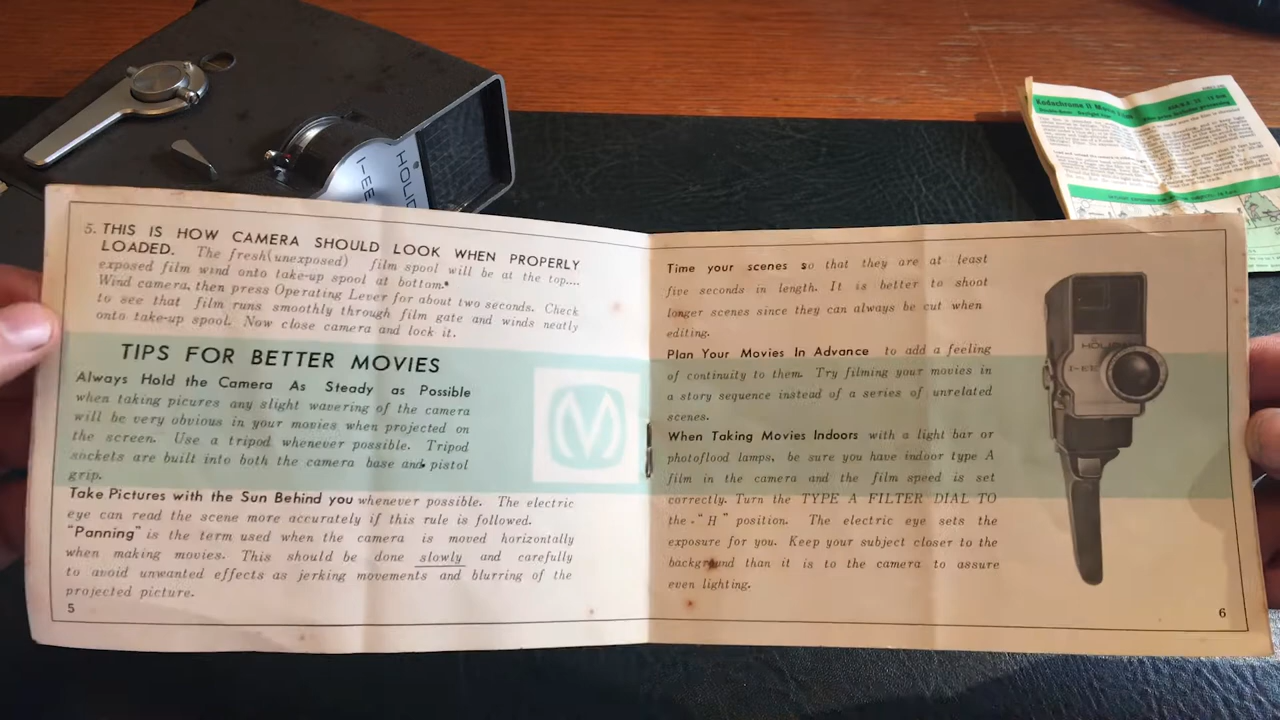 HOLID
I-EE
Kodachrome II Movie
5. THIS IS HOW CAMERA SHOULD LOOK WHEN PROPERLY
LOADED. The fresh(unexposed) film spool will be at the top....
exposed film wind onto take-up spool at bottom.
Wind camera, then press Operating Lever for about two seconds. Check
to see that film runs smoothly through film gate and winds neatly
onto take-up spool. Now close camera and lock it.
TIPS FOR BETTER MOVIES
Always Hold the Camera As Steady as Possible
when taking picures any slight wavering of the camera
will be very obvious in your movies when projected on
the screen. Use a tripod whenever possible. Tripod
sockets are built into both the camera base and pistol
grip.
Take Pictures with the Sun Behind you whenever possible. The electric
eye can read the scene more accurately if this rule is followed.
"Panning" is the term used when the camera is moved horizontally
when making movies. This should be done slowly and carefully
to avoid unwanted effects as jerking movements and blurring of the
projected picture.
5
Time your scenes so that they are at least
five seconds in length. It is better to shoot
longer scenes since they can always be cut when
editing.
Plan Your Movies In Advance to add a feeling
of continuity to them. Try filming your movies in
a story sequence instead of a series of unrelated
scenes.
When Taking Movies Indoors with a light bar or
photoflood lamps, be sure you have indoor type A
film in the camera and the film speed is set
correctly. Turn the TYPE A FILTER DIAL TO
the "H" position. The electric eye sets the
exposure for you. Keep your subject closer to the
background than it is to the camera to assure
even lighting.
HOLID
I-EE
6